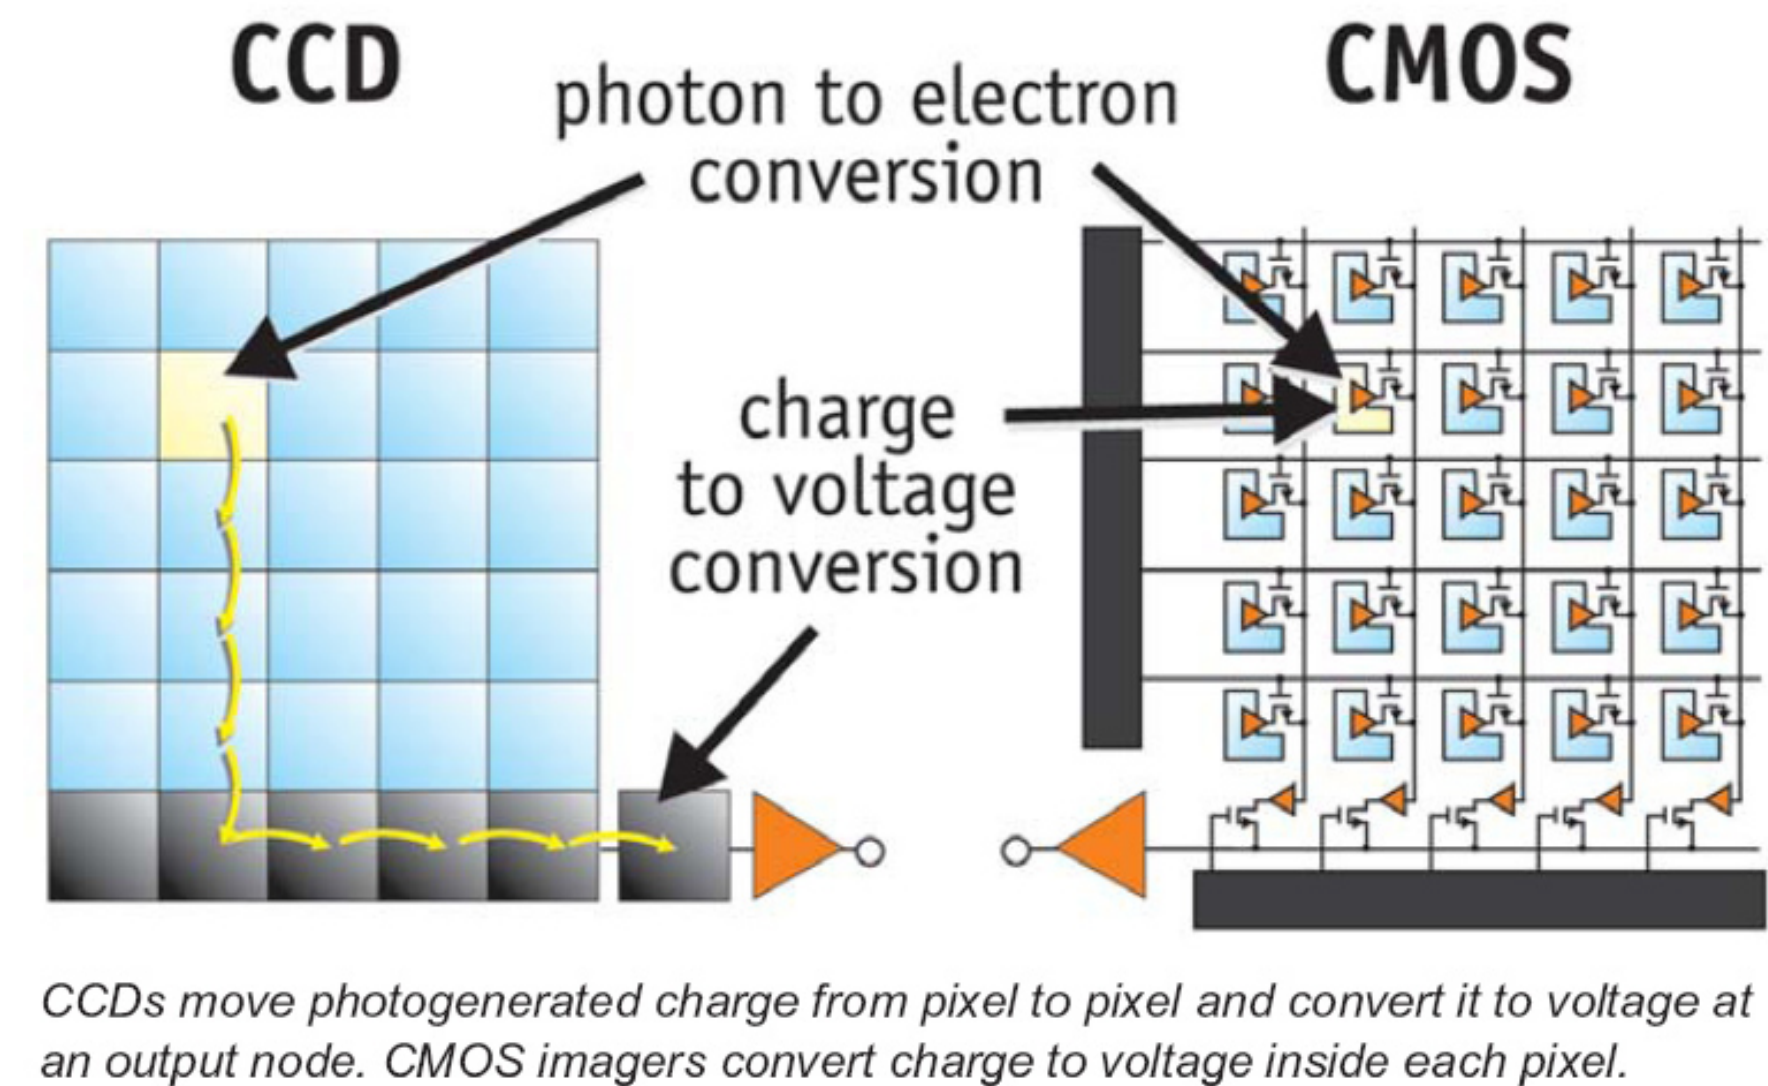 CCD
CMOS
photon to electron
conversion
charge
to voltage
conversion
CCDs move photogenerated charge from pixel to pixel and convert it to voltage at
an output node. CMOS imagers convert charge to voltage inside each pixel.